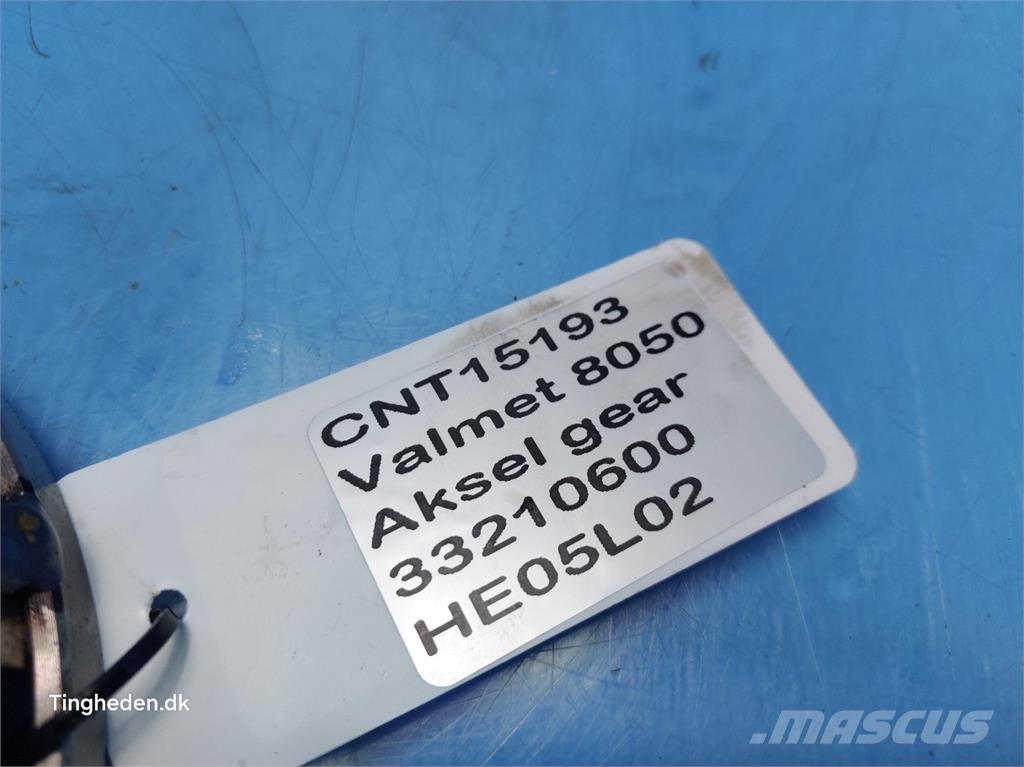 CNT15193
Valmet 8050
Aksel gear
33210600
HE05L02
Tingheden.dk
MASCUS